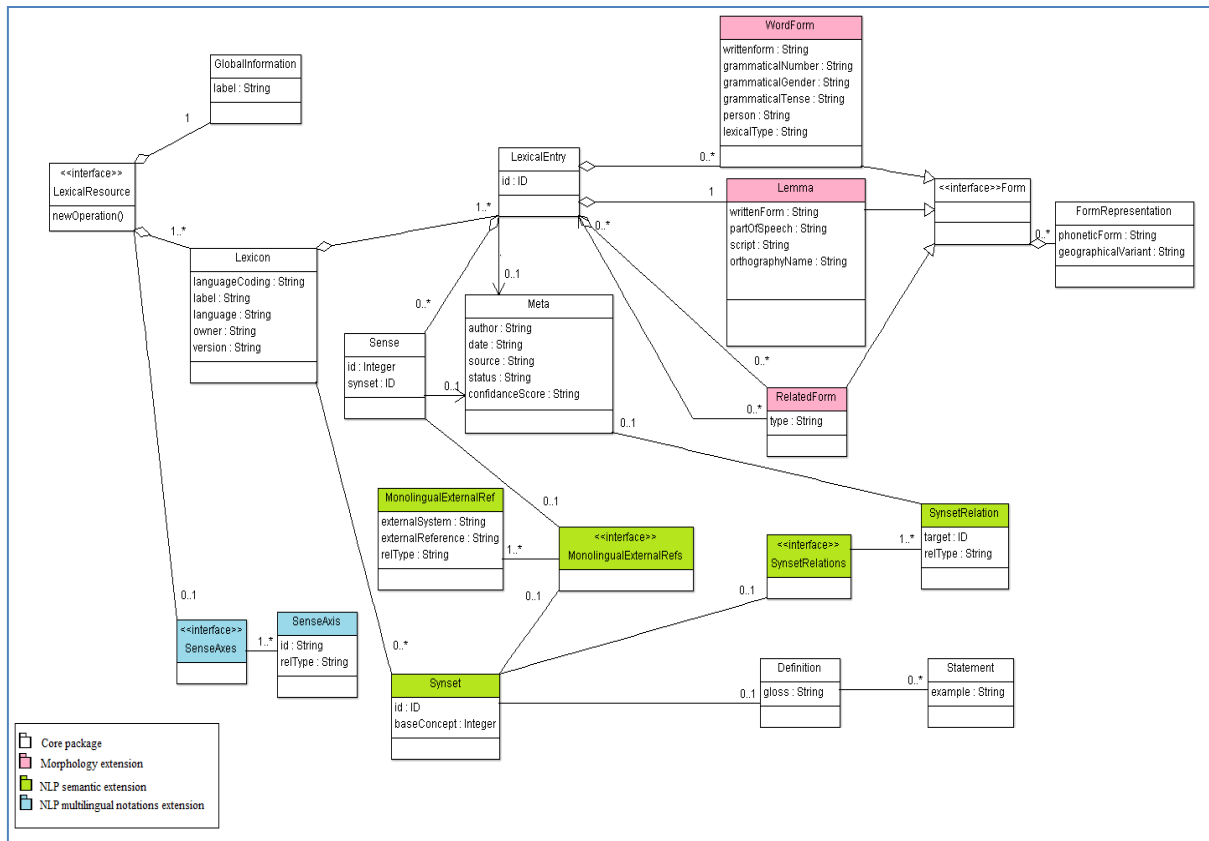 WordForm
writtenform : String
grammaticalNumber : String
grammaticalGender : String
grammaticalTense : String
person : String
lexicalType : String
GlobalInformation
label : String
1
<<interface>>
LexicalResource
newOperation()
1..*
LexicalEntry
id : ID
0..*
1
1..*
0..*
Lemma
writtenForm : String
partOfSpeech : String
script : String
orthographyName : String
<<interface>>Form
0..*
FormRepresentation
phoneticForm : String
geographicalVariant : String
Lexicon
languageCoding : String
label : String
language : String
owner : String
version : String
0..1
0..*
Meta
author : String
date : String
source : String
status : String
confidanceScore : String
Sense
id : Integer
synset : ID
0..1
0..*
RelatedForm
type : String
0..*
0..1
MonolingualExternalRef
externalSystem : String
externalReference : String
relType : String
1..*
0..1
<<interface>>
MonolingualExternalRefs
0..1
<<interface>>
SynsetRelations
1..*
0..1
SynsetRelation
target : ID
relType : String
0..1
<<interface>>
SenseAxes
1..*
SenseAxis
id : String
relType : String
0..*
Synset
id : ID
baseConcept : Integer
0..1
Definition
gloss : String
0..*
Statement
example : String
Core package
Morphology extension
NLP semantic extension
NLP multilingual notations extension